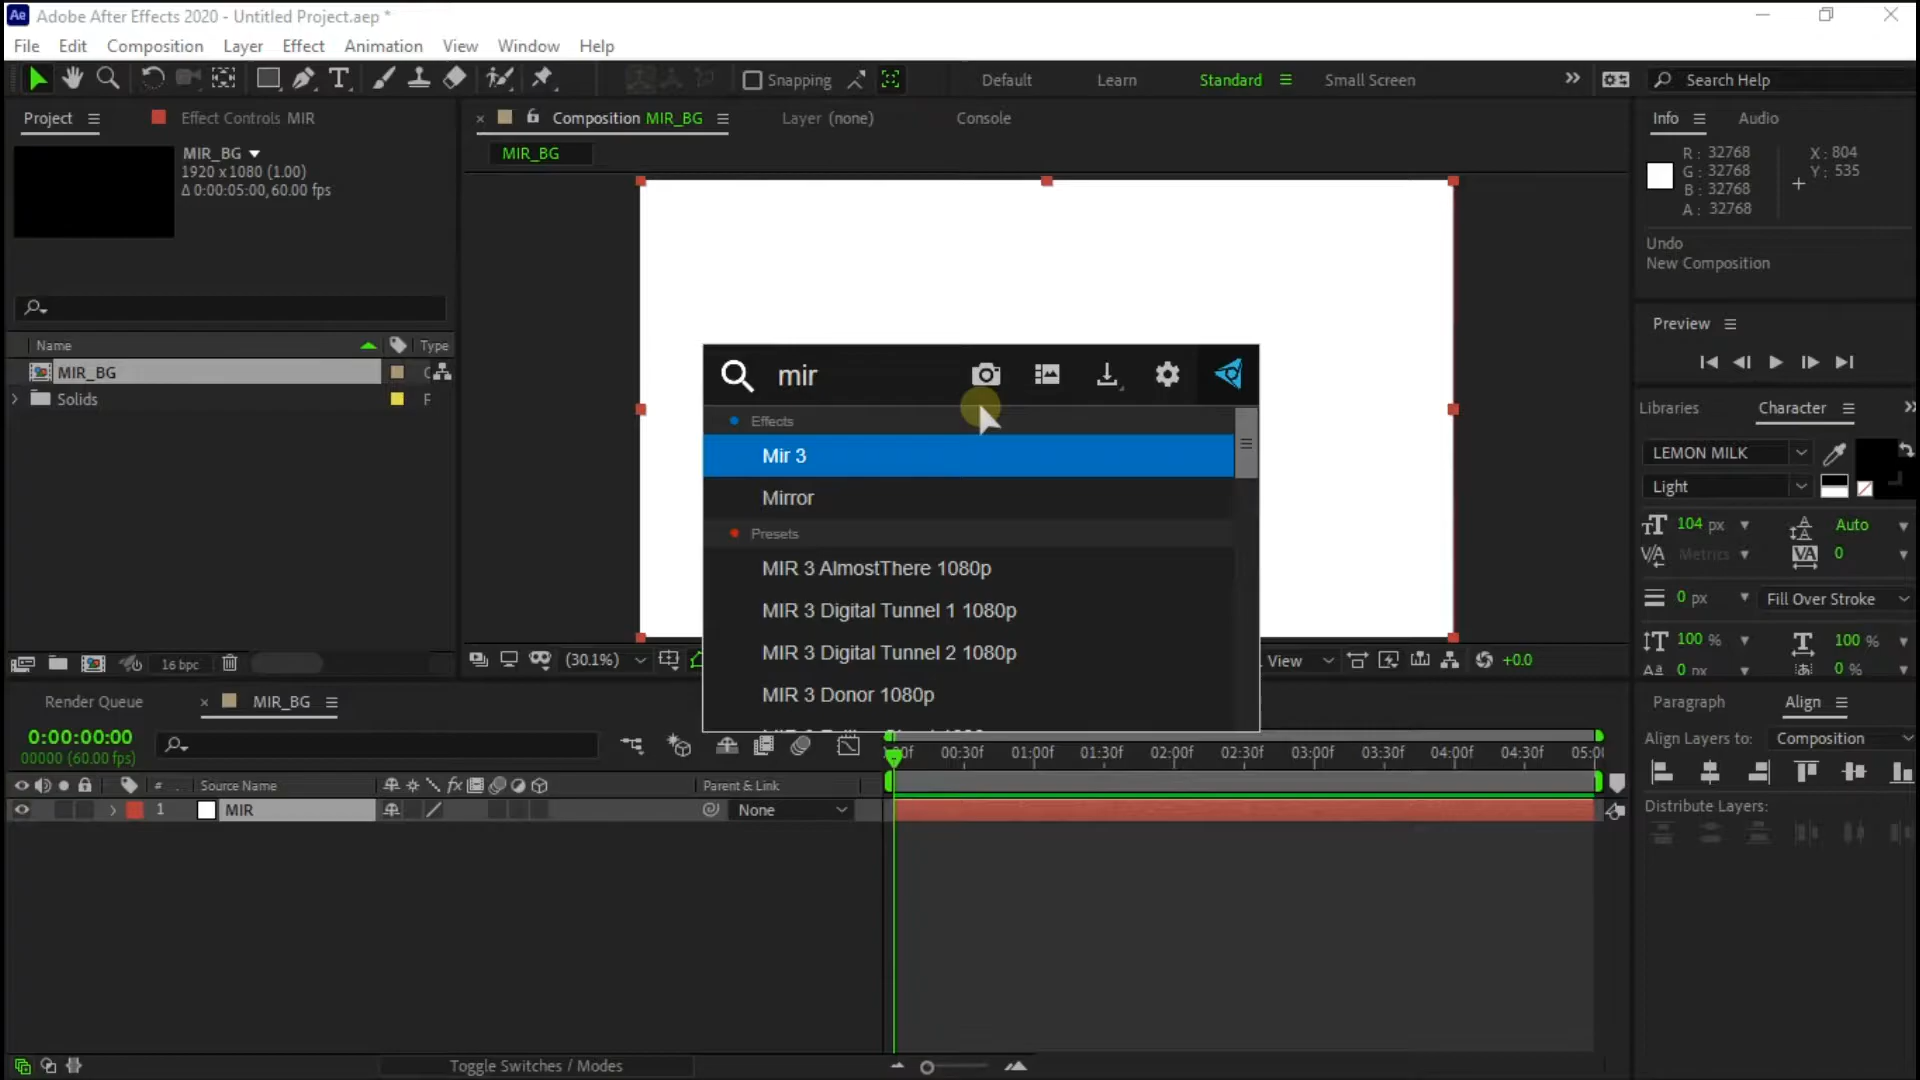 Ae Adobe After Effects 2020 - Untitled Project.aep *
File Edit Composition Layer Effect Animation View Window Help
Snapping Default Learn Standard Small Screen Search Help
Project Effect Controls MIR
MIR_BG
1920 x 1080 (1.00)
Δ 0:00:05:00, 60.00 fps
Name Type
MIR_BG
Solids F
16 bpc
Composition MIR_BG Layer (none) Console
MIR_BG
mir
Effects
Mir 3
Mirror
Presets
MIR 3 AlmostThere 1080p
MIR 3 Digital Tunnel 1 1080p
MIR 3 Digital Tunnel 2 1080p
MIR 3 Donor 1080p
(30.1%) View +0.0
Info Audio
R: 32768 X: 804
G: 32768 Y: 535
B: 32768
A: 32768
Undo
New Composition
Preview
Libraries Character
LEMON MILK
Light
104 px Auto
Metrics 0
0 px Fill Over Stroke
100 % 100 %
0 px 0 %
Paragraph Align
Align Layers to: Composition
Distribute Layers:
Render Queue MIR_BG
0:00:00:00
00000 (60.00 fps)
00:30f 01:00f 01:30f 02:00f 02:30f 03:00f 03:30f 04:00f 04:30f
# Source Name fx Parent & Link
1 MIR None
Toggle Switches / Modes